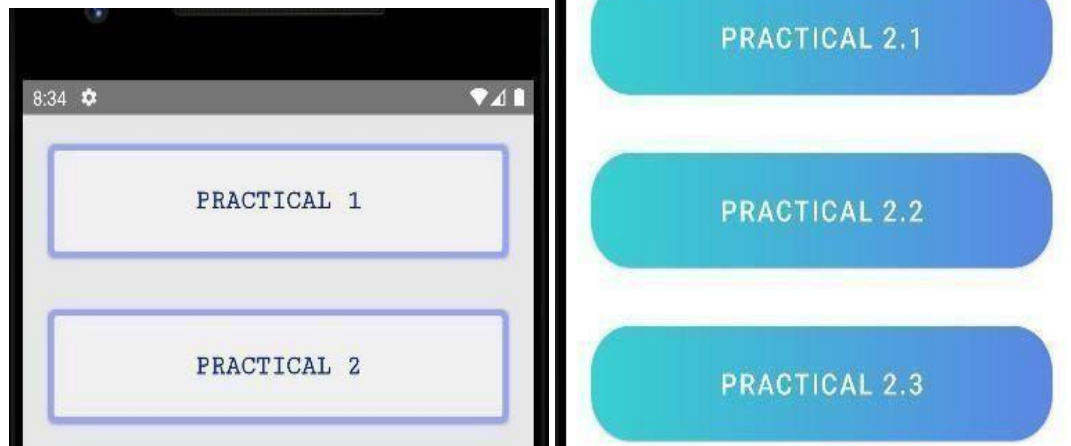 8:34
PRACTICAL 1
PRACTICAL 2
PRACTICAL 2.1
PRACTICAL 2.2
PRACTICAL 2.3